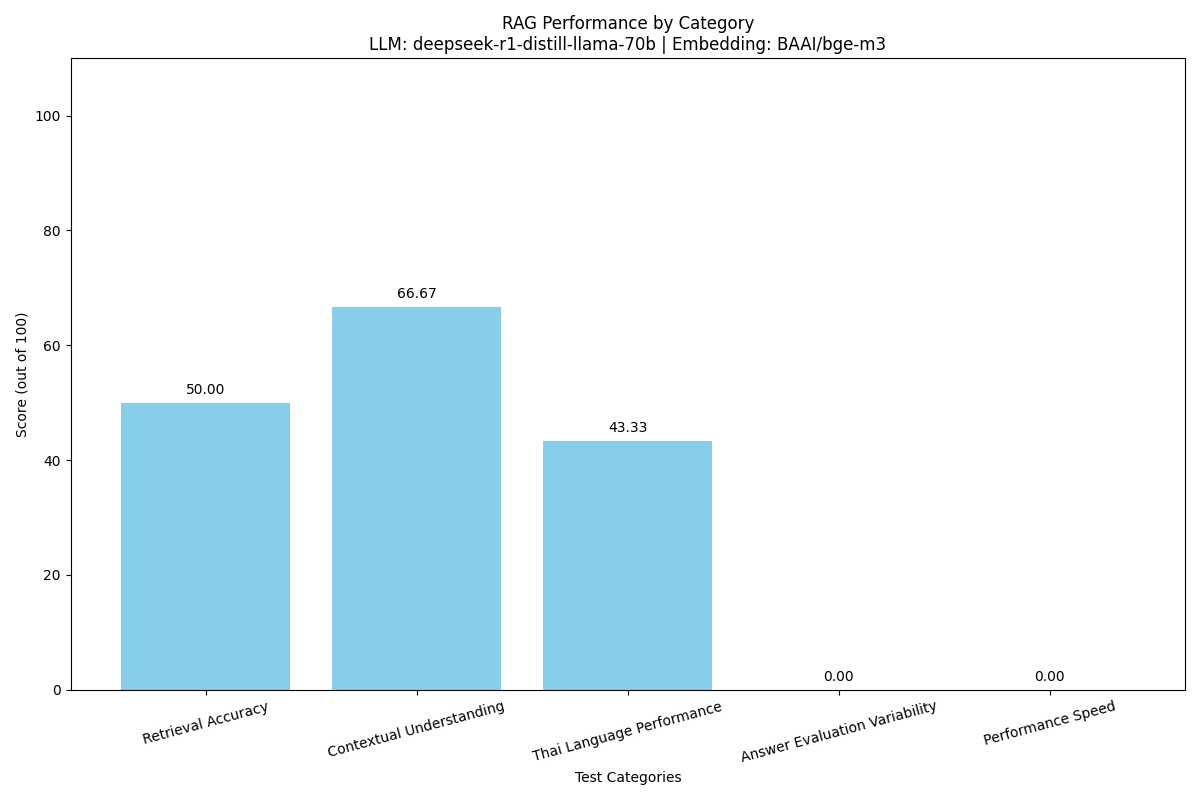 RAG Performance by Category
LLM: deepseek-r1-distill-llama-70b | Embedding: BAAI/bge-m3
Score (out of 100)
100
80
60
40
20
0
50.00
66.67
43.33
0.00
0.00
Retrieval Accuracy
Contextual Understanding
Thai Language Performance
Answer Evaluation Variability
Performance Speed
Test Categories